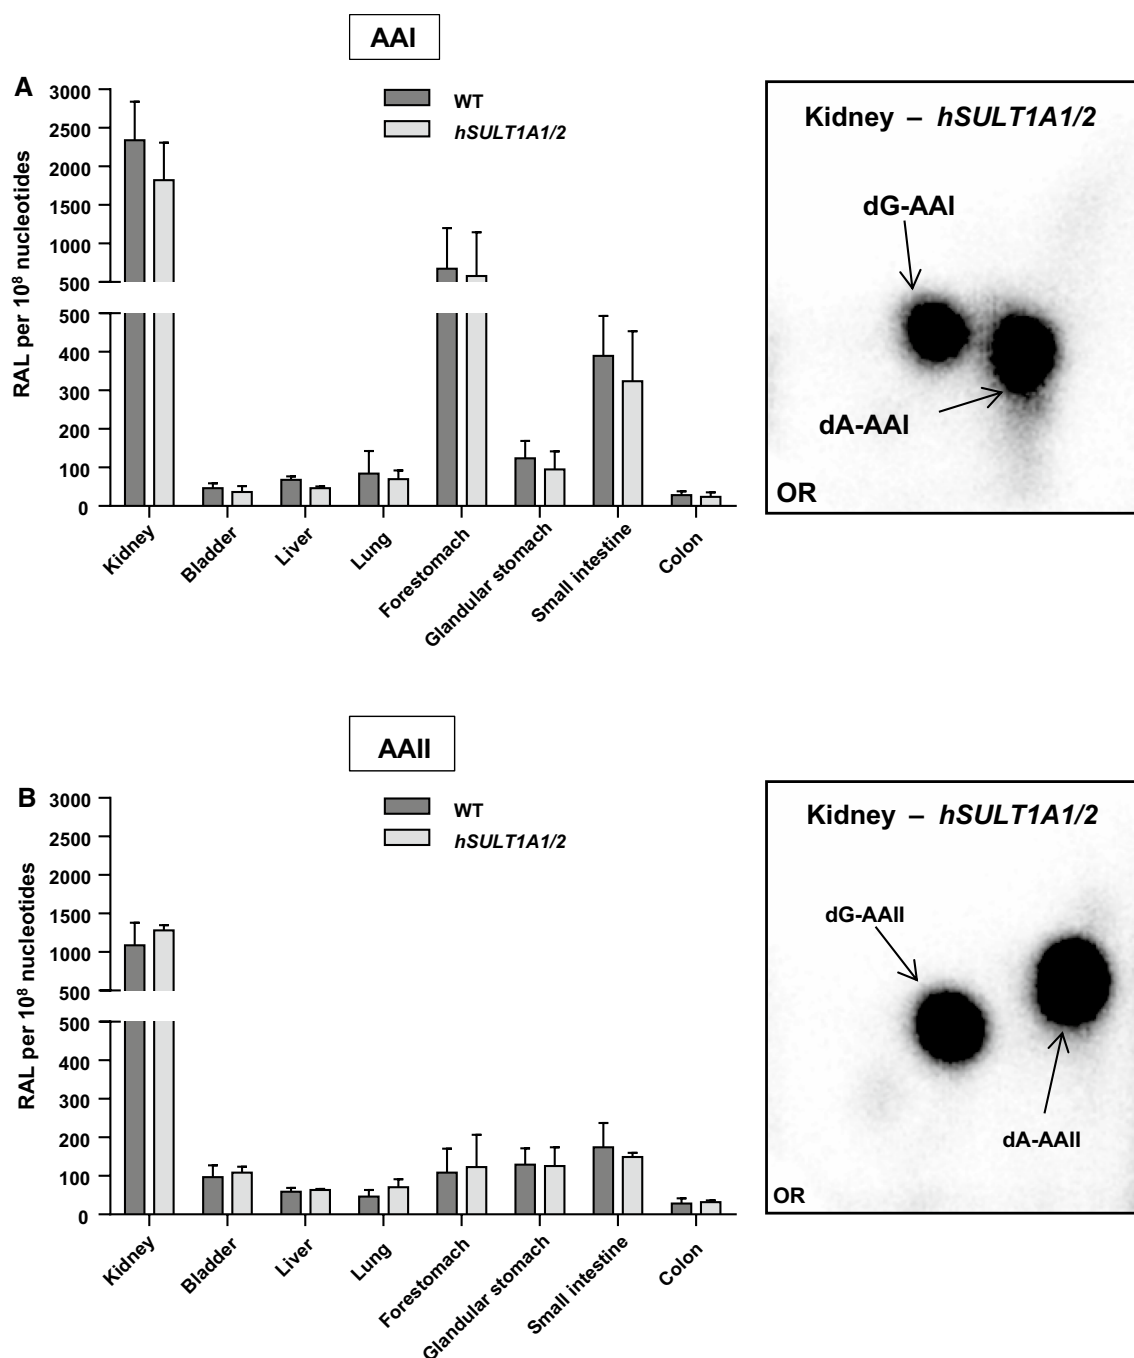 AAI
A
3000
2500
2000
1500
1000
500
500
400
300
200
100
0
RAL per 10⁸ nucleotides
WT
hSULT1A1/2
Kidney
Bladder
Liver
Lung
Forestomach
Glandular stomach
Small intestine
Colon
Kidney – hSULT1A1/2
dG-AAI
dA-AAI
OR
AAII
B
3000
2500
2000
1500
1000
500
500
400
300
200
100
0
RAL per 10⁸ nucleotides
WT
hSULT1A1/2
Kidney
Bladder
Liver
Lung
Forestomach
Glandular stomach
Small intestine
Colon
Kidney – hSULT1A1/2
dG-AAII
dA-AAII
OR